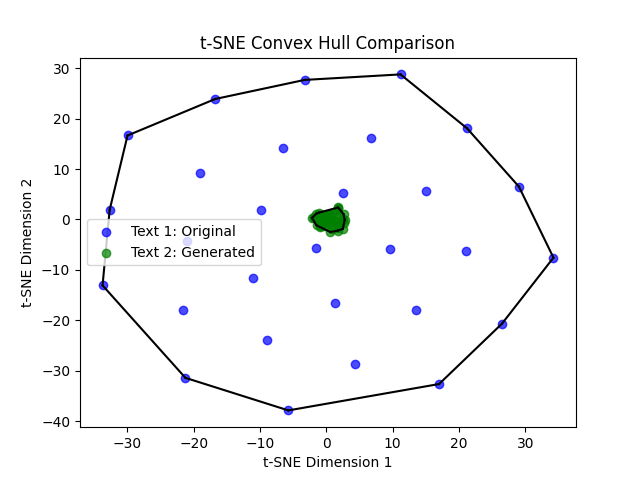 t-SNE Convex Hull Comparison
30
20
10
0
−10
−20
−30
−40
t-SNE Dimension 2
Text 1: Original
Text 2: Generated
−30 −20 −10 0 10 20 30
t-SNE Dimension 1